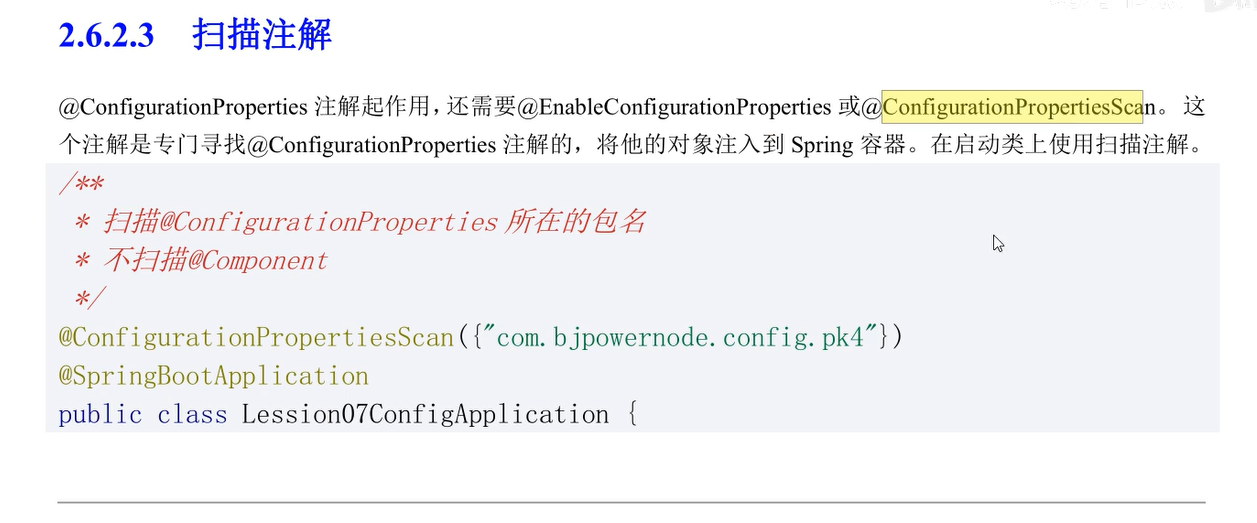 2.6.2.3 扫描注解
@ConfigurationProperties 注解起作用，还需要@EnableConfigurationProperties 或@ConfigurationPropertiesScan。这
个注解是专门寻找@ConfigurationProperties 注解的，将他的对象注入到 Spring 容器。在启动类上使用扫描注解。
/**
 * 扫描@ConfigurationProperties 所在的包名
 * 不扫描@Component
 */
@ConfigurationPropertiesScan({"com.bjpowernode.config.pk4"})
@SpringBootApplication
public class Lession07ConfigApplication {